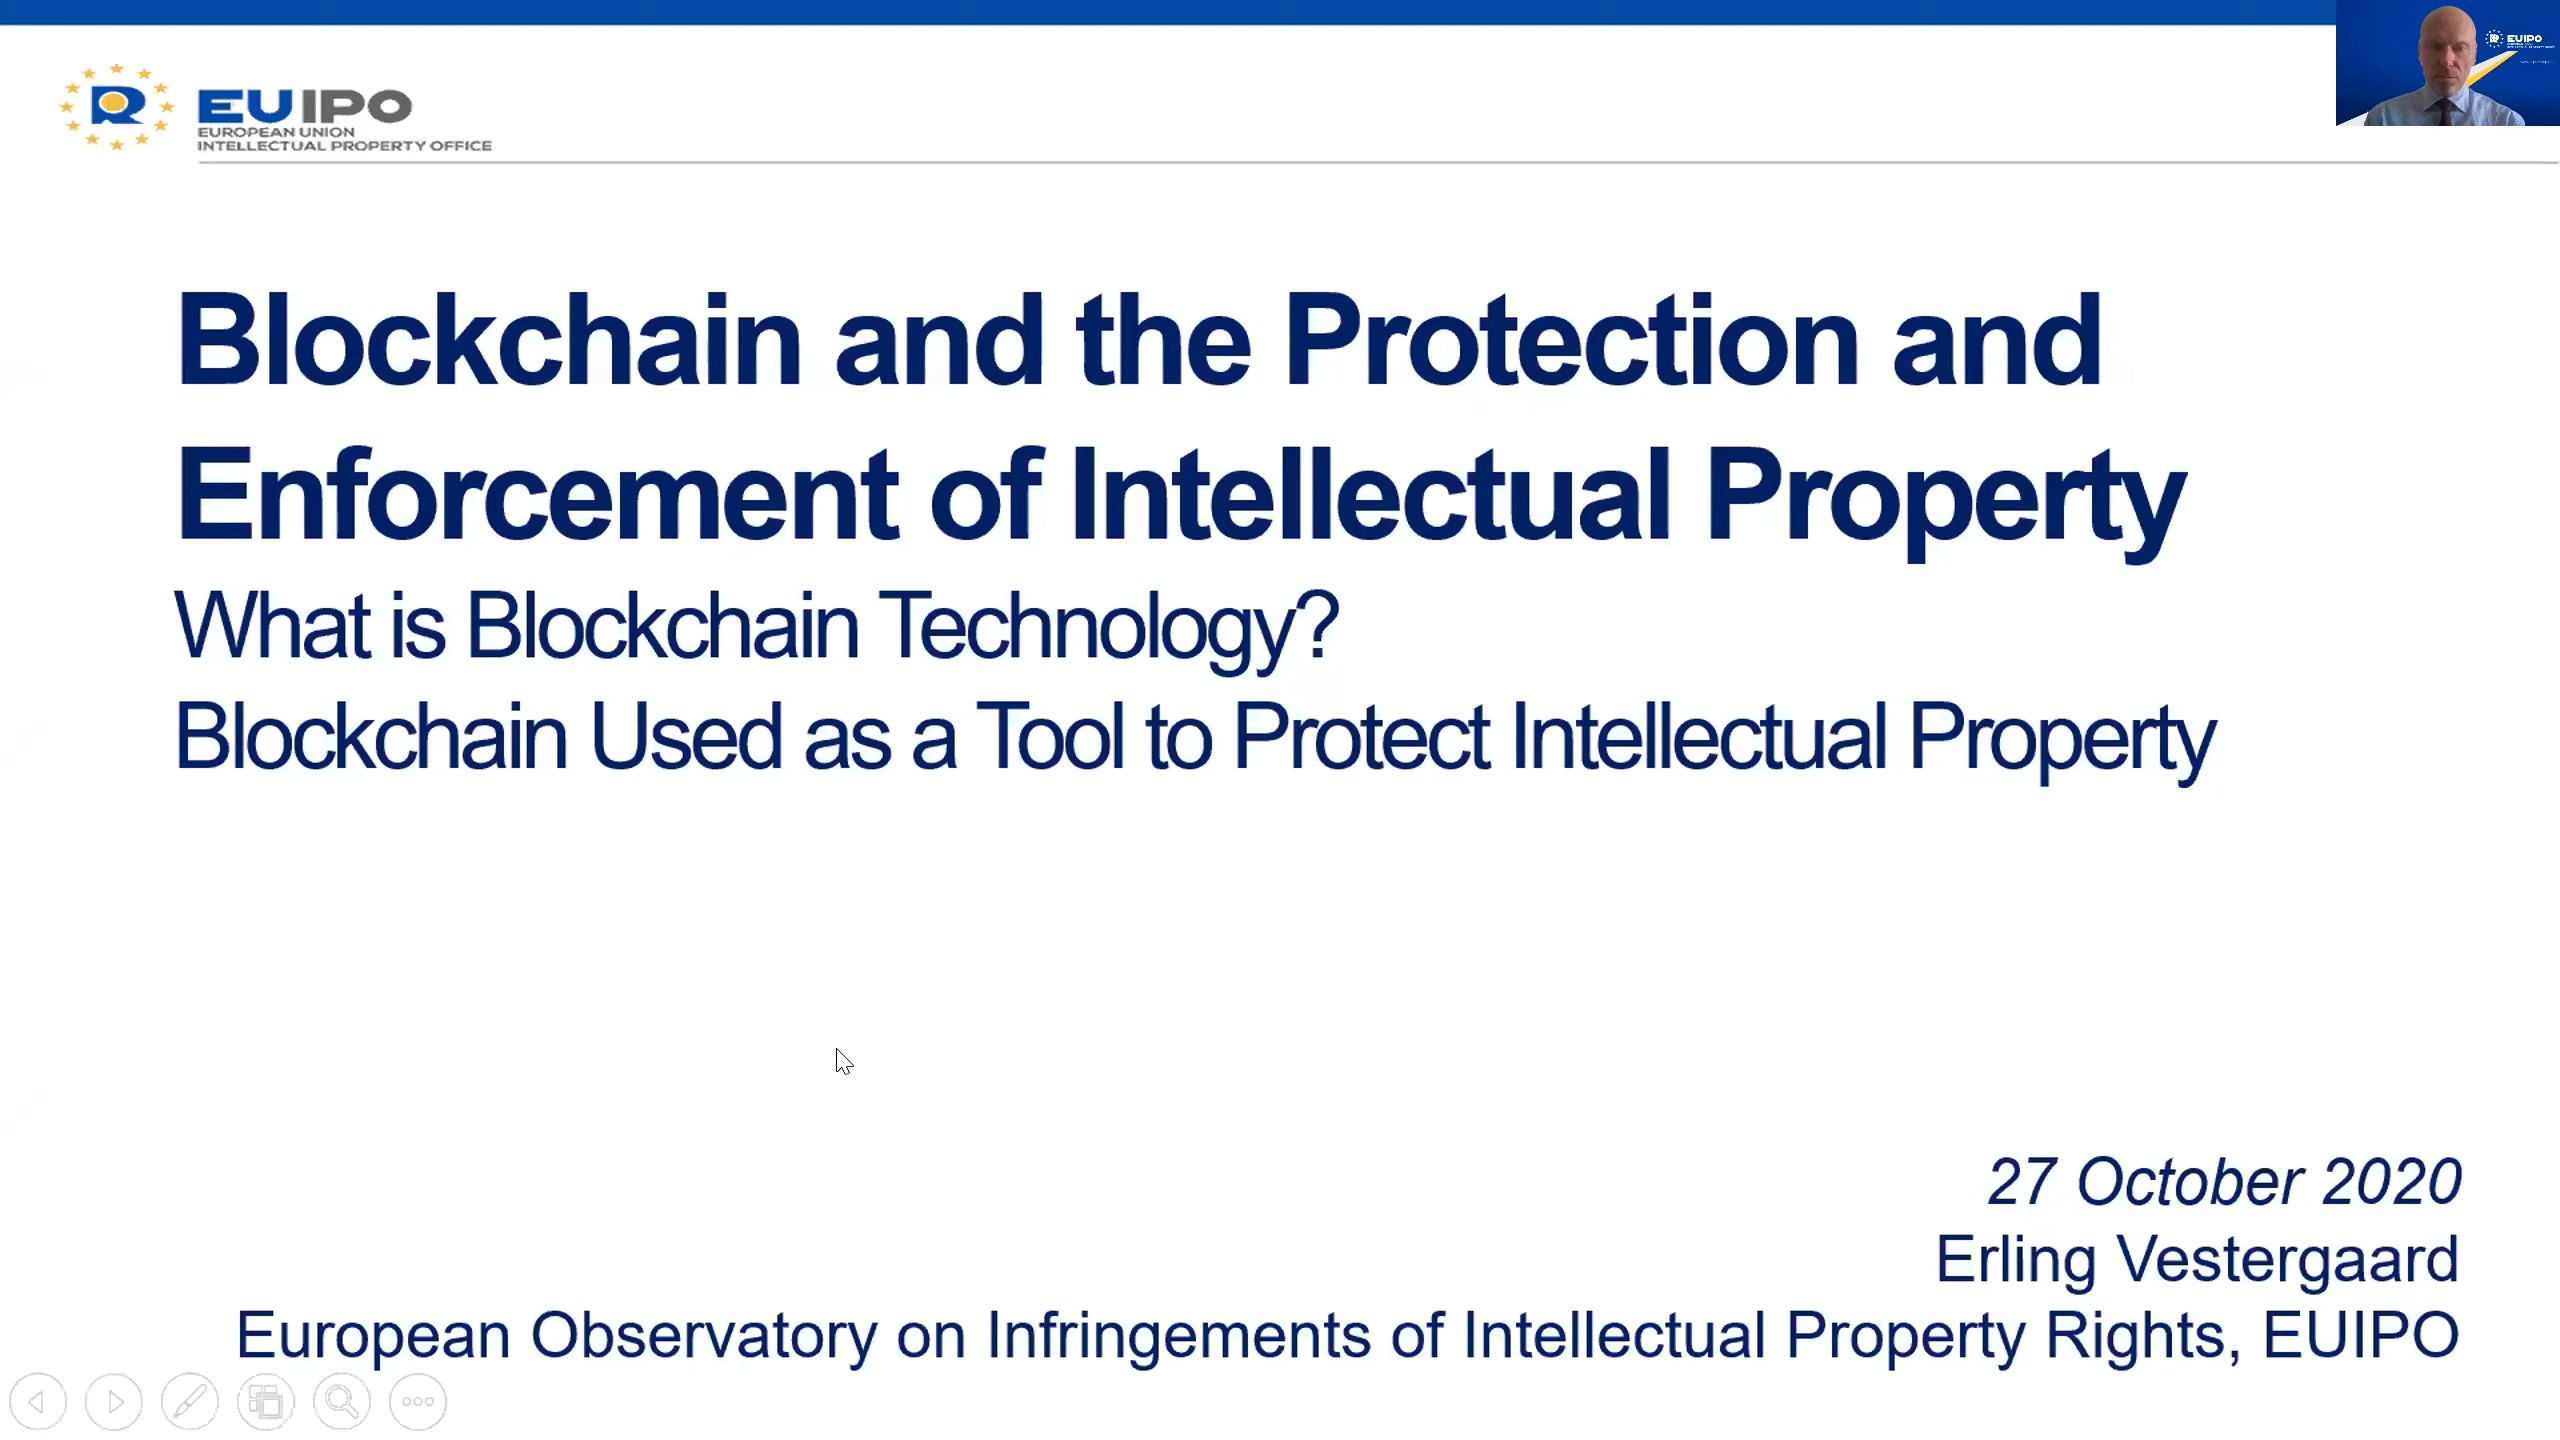 EUIPO
EUROPEAN UNION
INTELLECTUAL PROPERTY OFFICE
EUIPO
Blockchain and the Protection and
Enforcement of Intellectual Property
What is Blockchain Technology?
Blockchain Used as a Tool to Protect Intellectual Property
27 October 2020
Erling Vestergaard
European Observatory on Infringements of Intellectual Property Rights, EUIPO